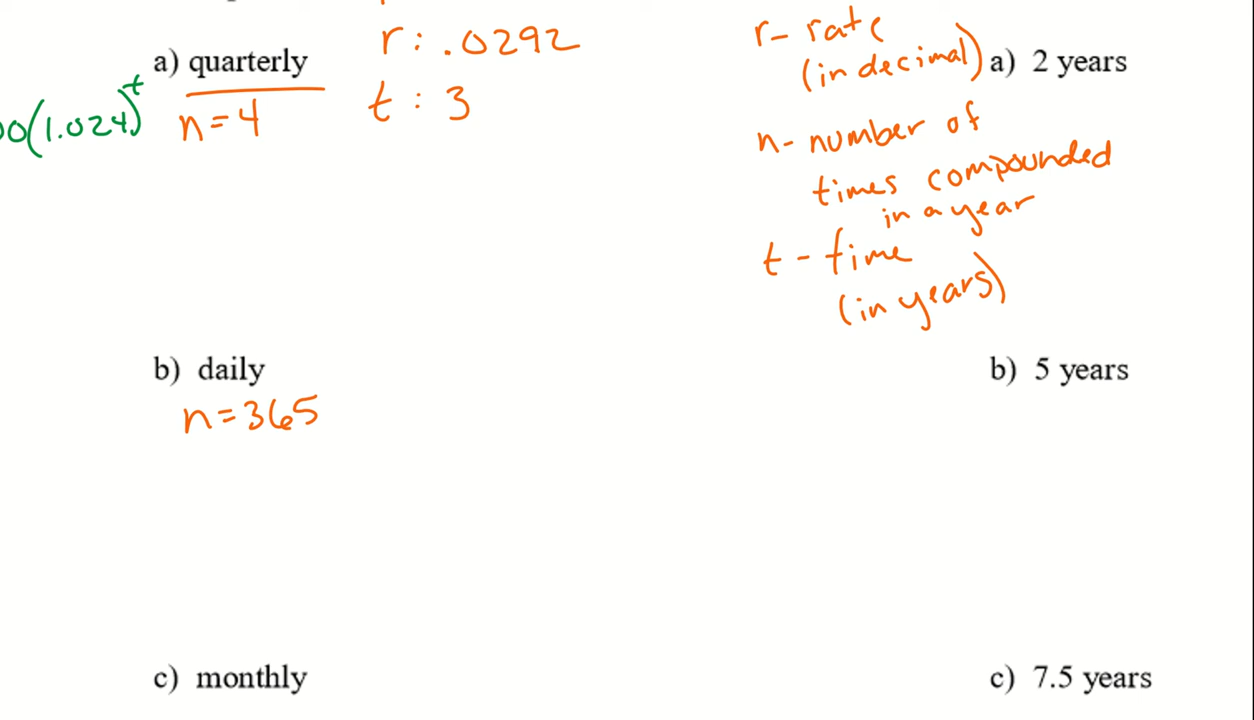 a) quarterly
n=4
00(1.024)^t
r: .0292
t: 3
b) daily
n=365
c) monthly
r- rate
(in decimal)
n- number of
times compounded
in a year
t - time
(in years)
a) 2 years
b) 5 years
c) 7.5 years